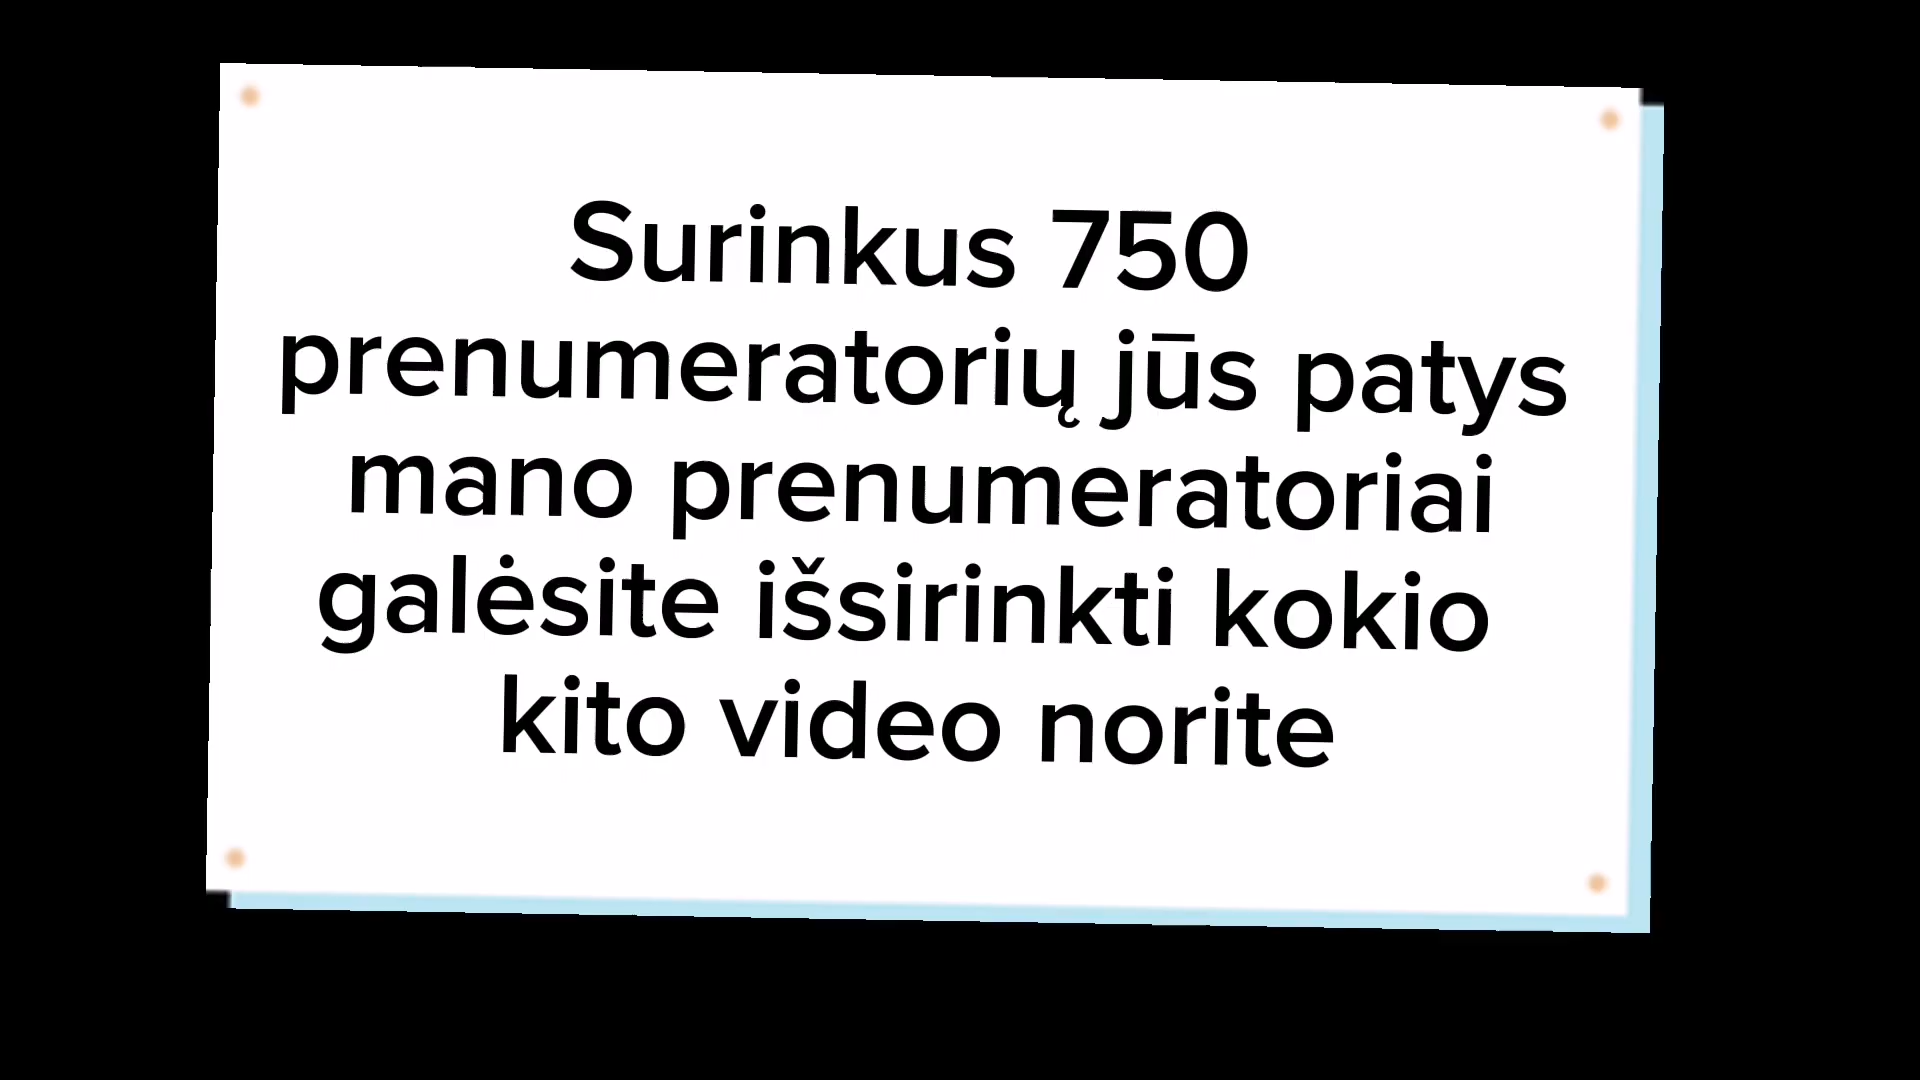 Surinkus 750
prenumeratorių jūs patys
mano prenumeratoriai
galėsite išsirinkti kokio
kito video norite